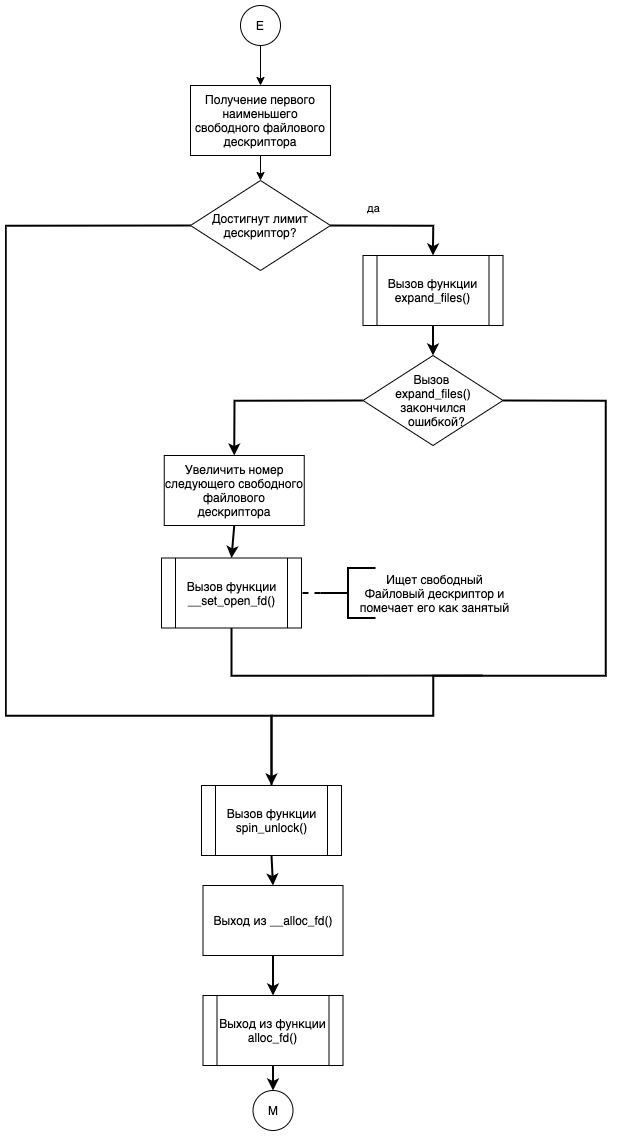 E
Получение первого
наименьшего
свободного файлового
дескриптора
Достигнут лимит
дескриптор?
да
Вызов функции
expand_files()
Вызов
expand_files()
закончился
ошибкой?
Увеличить номер
следующего свободного
файлового
дескриптора
Вызов функции
__set_open_fd()
Ищет свободный
Файловый дескриптор и
помечает его как занятый
Вызов функции
spin_unlock()
Выход из __alloc_fd()
Выход из функции
alloc_fd()
M